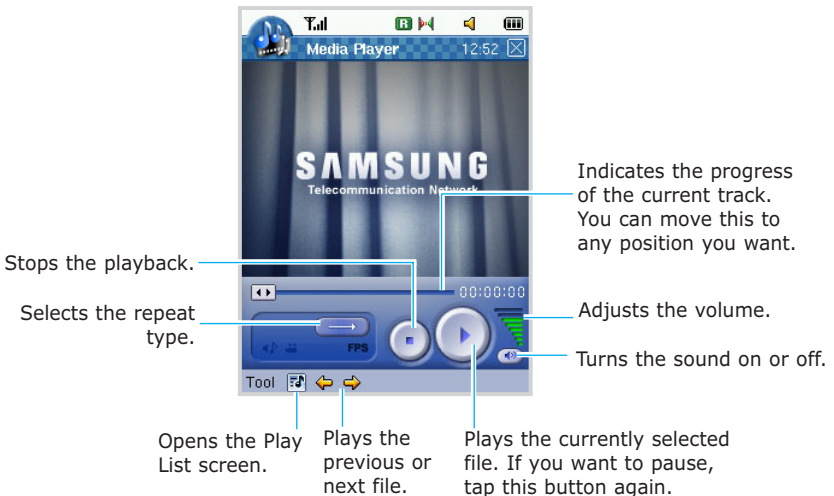 R
Media Player 12:52
SAMSUNG
Telecommunication Network
Indicates the progress
of the current track.
You can move this to
any position you want.
Stops the playback.
00:00:00
Selects the repeat
type.
Adjusts the volume.
FPS
Turns the sound on or off.
Tool
Opens the Play
List screen.
Plays the
previous or
next file.
Plays the currently selected
file. If you want to pause,
tap this button again.